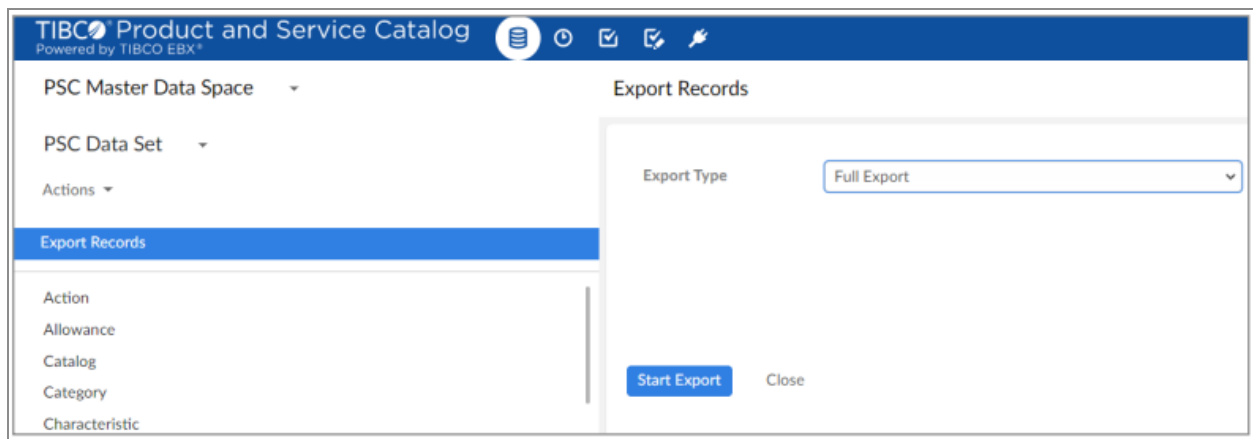 TIBCO® Product and Service Catalog
Powered by TIBCO EBX®
PSC Master Data Space
Export Records
PSC Data Set
Actions
Export Type
Full Export
Export Records
Action
Allowance
Catalog
Category
Characteristic
Start Export
Close